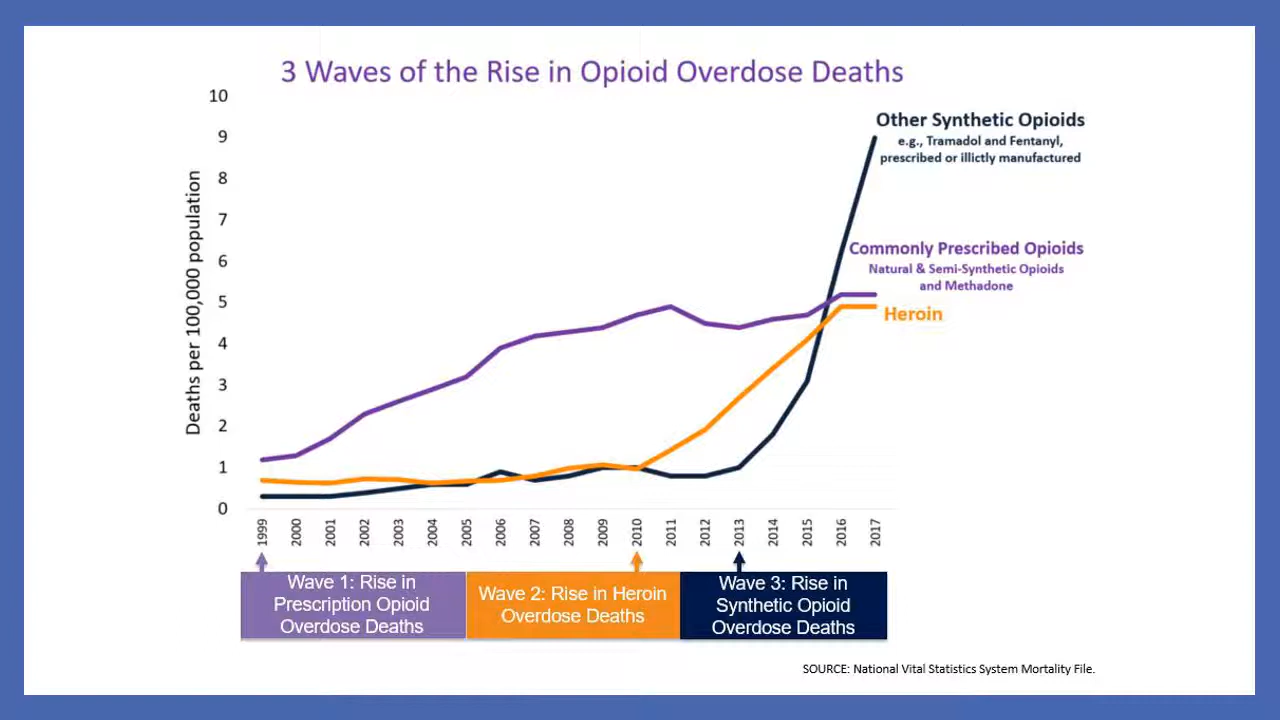 3 Waves of the Rise in Opioid Overdose Deaths
10
9
8
7
6
5
4
3
2
1
0
Deaths per 100,000 population
Other Synthetic Opioids
e.g., Tramadol and Fentanyl,
prescribed or illictly manufactured
Commonly Prescribed Opioids
Natural & Semi-Synthetic Opioids
and Methadone
Heroin
1999
2000
2001
2002
2003
2004
2005
2006
2007
2008
2009
2010
2011
2012
2013
2014
2015
2016
2017
Wave 1: Rise in
Prescription Opioid
Overdose Deaths
Wave 2: Rise in Heroin
Overdose Deaths
Wave 3: Rise in
Synthetic Opioid
Overdose Deaths
SOURCE: National Vital Statistics System Mortality File.